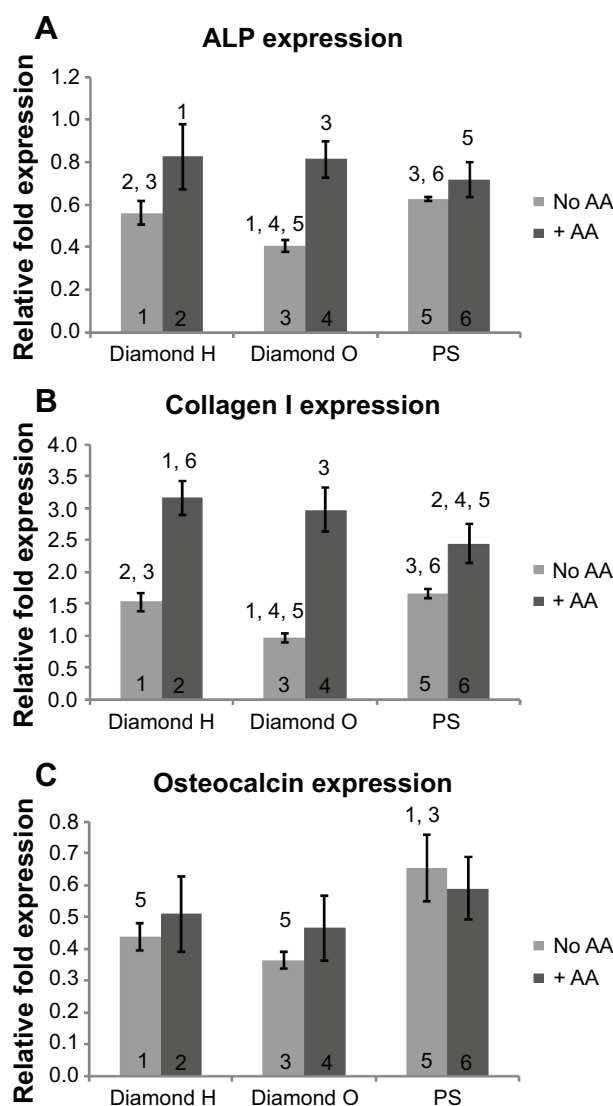 A
ALP expression
Relative fold expression
1.2
1.0
0.8
0.6
0.4
0.2
0.0
2, 3
1
1, 4, 5
3
3, 6
5
1 2 3 4 5 6
Diamond H Diamond O PS
No AA
+ AA
B
Collagen I expression
Relative fold expression
4.0
3.5
3.0
2.5
2.0
1.5
1.0
0.5
0.0
2, 3
1, 6
1, 4, 5
3
3, 6
2, 4, 5
1 2 3 4 5 6
Diamond H Diamond O PS
No AA
+ AA
C
Osteocalcin expression
Relative fold expression
0.8
0.7
0.6
0.5
0.4
0.3
0.2
0.1
0.0
5
5
1, 3
1 2 3 4 5 6
Diamond H Diamond O PS
No AA
+ AA